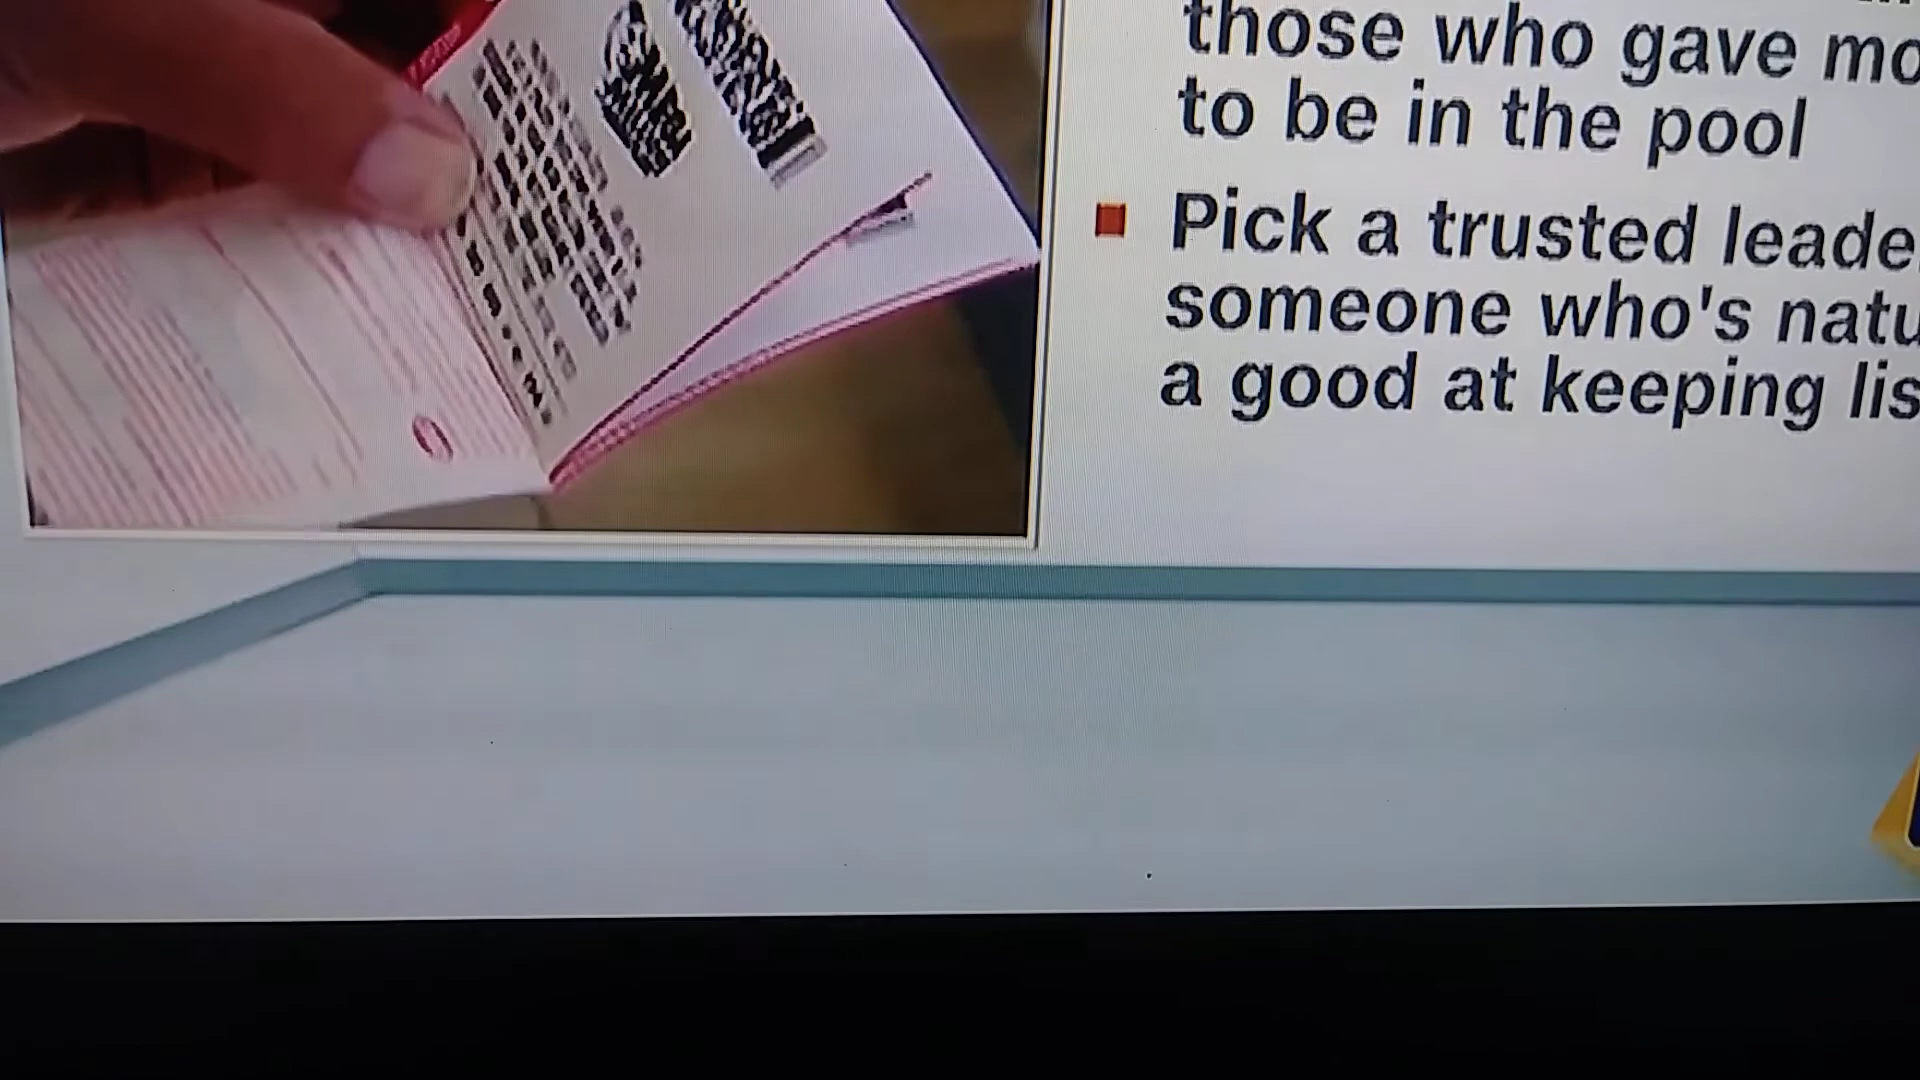 those who gave mo
to be in the pool
Pick a trusted leade
someone who's natu
a good at keeping lis